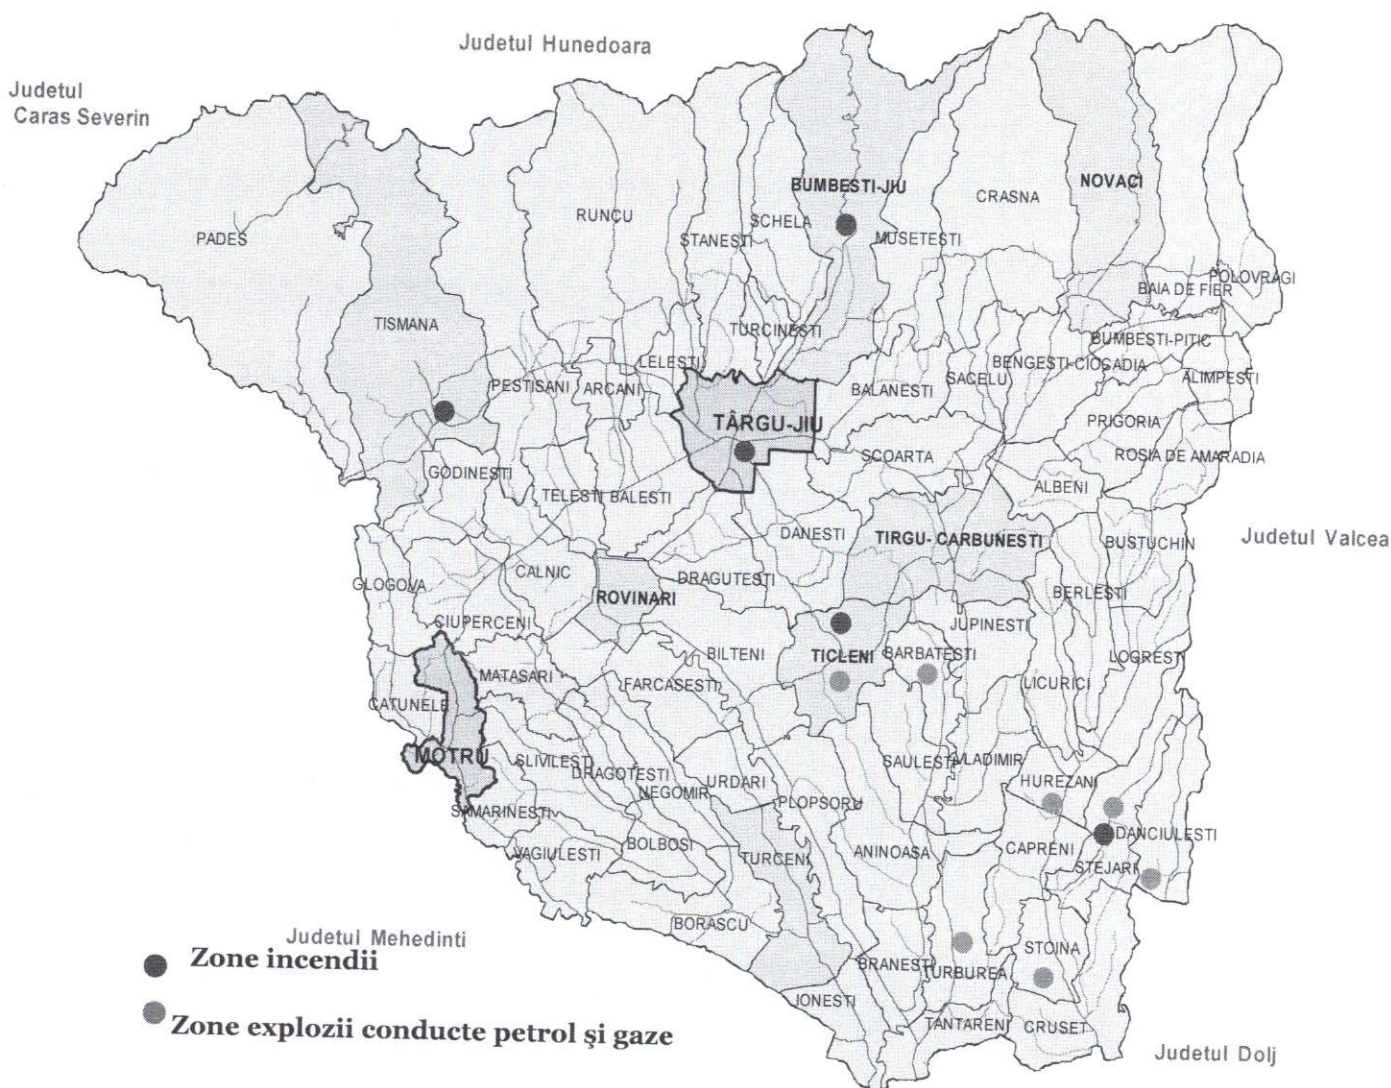 Judetul Hunedoara
Judetul
Caras Severin
BUMBESTI-JIU
NOVACI
CRASNA
RUNCU
SCHELA
PADES
STANESTI
MUSETESTI
POLOVRAGI
BAIA DE FIER
TISMANA
TURCINESTI
BUMBESTI-PITIC
LELESTI
BENGESTI-CIOSADIA
PESTISANI
ARCANI
BALANESTI
SACELU
ALIMPESTI
TÂRGU-JIU
PRIGORIA
SCOARTA
ROSIA DE AMARADIA
GODINESTI
ALBENI
TELESTI
BALESTI
DANESTI
TIRGU- CARBUNESTI
BUSTUCHIN
Judetul Valcea
GLOGOVA
CALNIC
DRAGUTESTI
ROVINARI
BERLESTI
CIUPERCENI
JUPINESTI
BILTENI
TICLENI
BARBATESTI
LOGRESTI
MATASARI
FARCASESTI
LICURICI
CATUNELE
MOTRU
SLIVILESTI
DRAGOTESTI
URDARI
SAULESTI
VLADIMIR
HUREZANI
NEGOMIR
PLOPSORU
SAMARINESTI
DANCIULESTI
VAGIULESTI
BOLBOSI
TURCENI
ANINOASA
CAPRENI
STEJARI
BORASCU
Judetul Mehedinti
STOINA
Zone incendii
BRANESTI
TURBUREA
IONESTI
Zone explozii conducte petrol și gaze
TANTARENI
CRUSET
Judetul Dolj